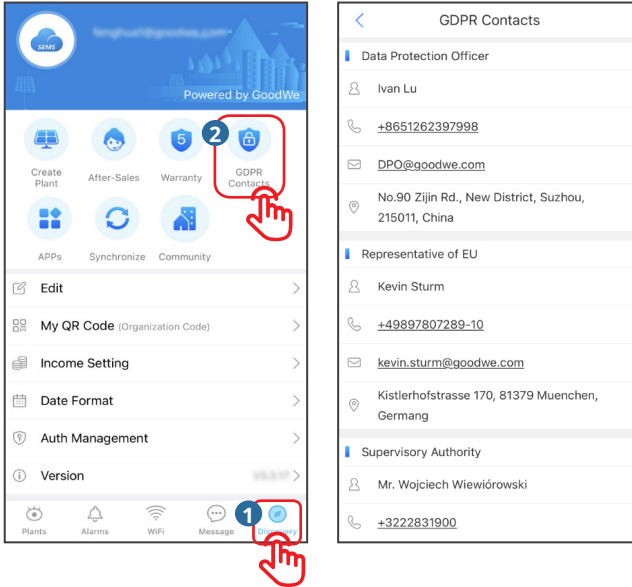 SEMS
Powered by GoodWe
2
5
Create
Plant
After-Sales
Warranty
GDPR
Contacts
APPs
Synchronize
Community
Edit
My QR Code (Organization Code)
Income Setting
Date Format
Auth Management
Version
1
Plants
Alarms
WiFi
Message
Discovery
GDPR Contacts
Data Protection Officer
Ivan Lu
+8651262397998
DPO@goodwe.com
No.90 Zijin Rd., New District, Suzhou,
215011, China
Representative of EU
Kevin Sturm
+49897807289-10
kevin.sturm@goodwe.com
Kistlerhofstrasse 170, 81379 Muenchen,
Germang
Supervisory Authority
Mr. Wojciech Wiewiórowski
+3222831900